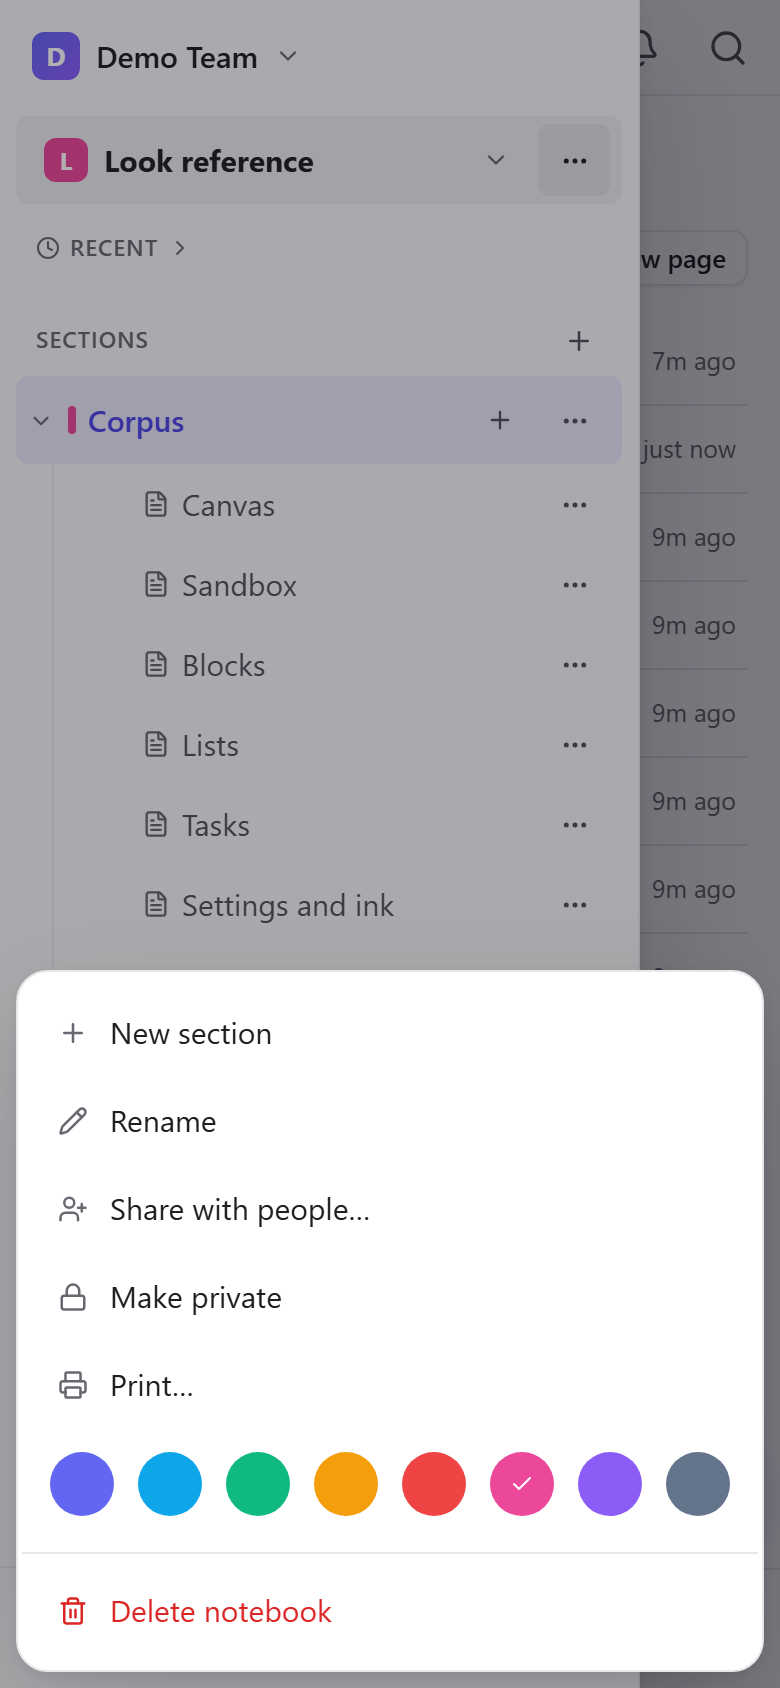 D Demo Team
L Look reference
RECENT
w page
SECTIONS
7m ago
Corpus
just now
Canvas
9m ago
Sandbox
9m ago
Blocks
9m ago
Lists
9m ago
Tasks
9m ago
Settings and ink
New section
Rename
Share with people...
Make private
Print...
Delete notebook